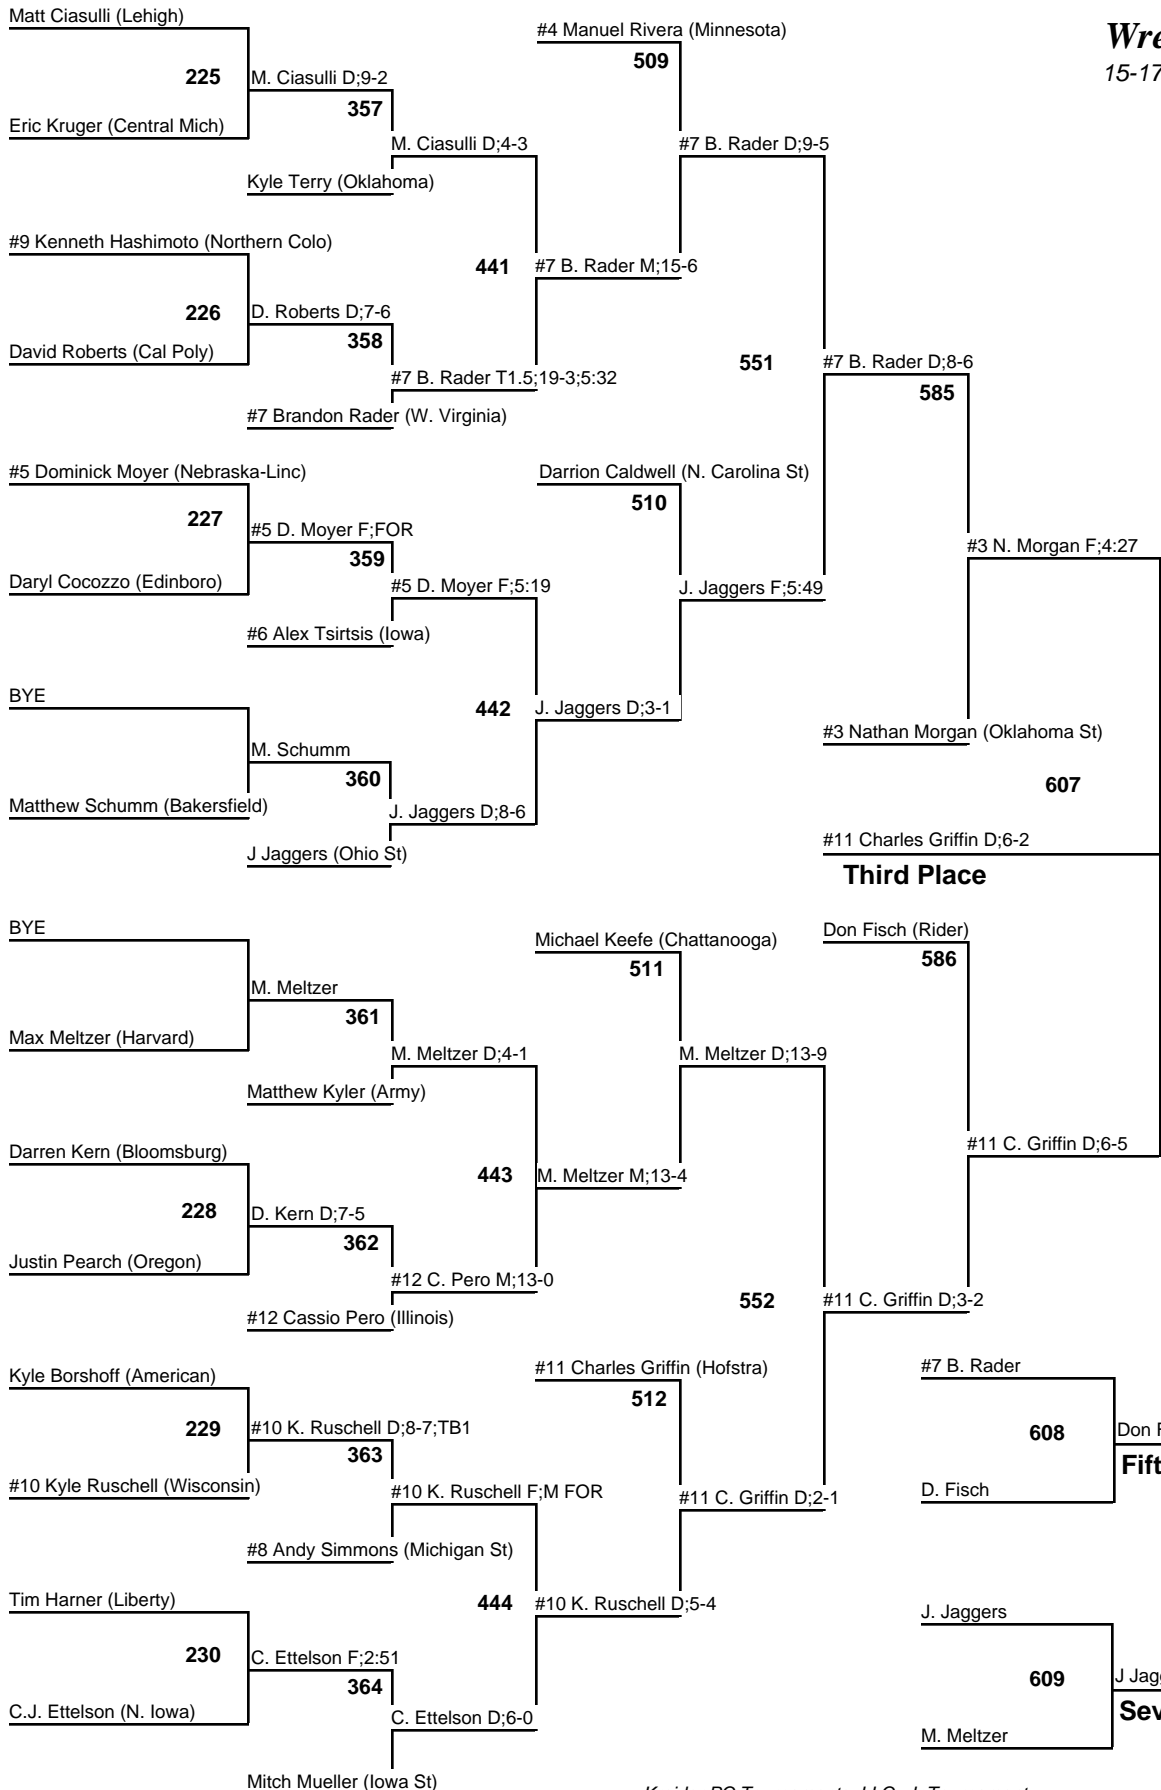 Matt Ciasulli (Lehigh)
#4 Manuel Rivera (Minnesota)
15-17
509
225
M. Ciasulli D;9-2
357
Eric Kruger (Central Mich)
M. Ciasulli D;4-3
#7 B. Rader D;9-5
Kyle Terry (Oklahoma)
#9 Kenneth Hashimoto (Northern Colo)
441
#7 B. Rader M;15-6
226
D. Roberts D;7-6
358
David Roberts (Cal Poly)
551
#7 B. Rader D;8-6
#7 B. Rader T1.5;19-3;5:32
585
#7 Brandon Rader (W. Virginia)
#5 Dominick Moyer (Nebraska-Linc)
Darrion Caldwell (N. Carolina St)
510
227
#5 D. Moyer F;FOR
359
#3 N. Morgan F;4:27
Daryl Cocozzo (Edinboro)
#5 D. Moyer F;5:19
J. Jaggers F;5:49
#6 Alex Tsirtsis (Iowa)
BYE
442
J. Jaggers D;3-1
#3 Nathan Morgan (Oklahoma St)
M. Schumm
360
607
Matthew Schumm (Bakersfield)
J. Jaggers D;8-6
#11 Charles Griffin D;6-2
J Jaggers (Ohio St)
Third Place
BYE
Michael Keefe (Chattanooga)
Don Fisch (Rider)
511
586
M. Meltzer
361
Max Meltzer (Harvard)
M. Meltzer D;4-1
M. Meltzer D;13-9
Matthew Kyler (Army)
Darren Kern (Bloomsburg)
#11 C. Griffin D;6-5
443
M. Meltzer M;13-4
228
D. Kern D;7-5
362
Justin Pearch (Oregon)
#12 C. Pero M;13-0
552
#11 C. Griffin D;3-2
#12 Cassio Pero (Illinois)
Kyle Borshoff (American)
#11 Charles Griffin (Hofstra)
#7 B. Rader
512
229
#10 K. Ruschell D;8-7;TB1
608
363
#10 Kyle Ruschell (Wisconsin)
#10 K. Ruschell F;M FOR
#11 C. Griffin D;2-1
D. Fisch
Don
#8 Andy Simmons (Michigan St)
Tim Harner (Liberty)
444
#10 K. Ruschell D;5-4
J. Jaggers
230
C. Ettelson F;2:51
364
609
C.J. Ettelson (N. Iowa)
C. Ettelson D;6-0
M. Meltzer
Mitch Mueller (Iowa St)